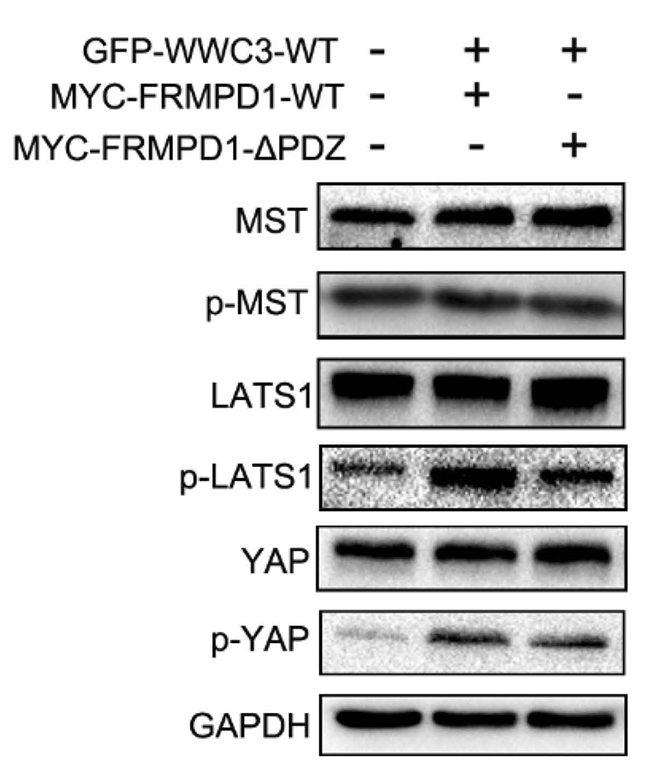 GFP-WWC3-WT - + +
MYC-FRMPD1-WT - + -
MYC-FRMPD1-ΔPDZ - - +
MST
p-MST
LATS1
p-LATS1
YAP
p-YAP
GAPDH